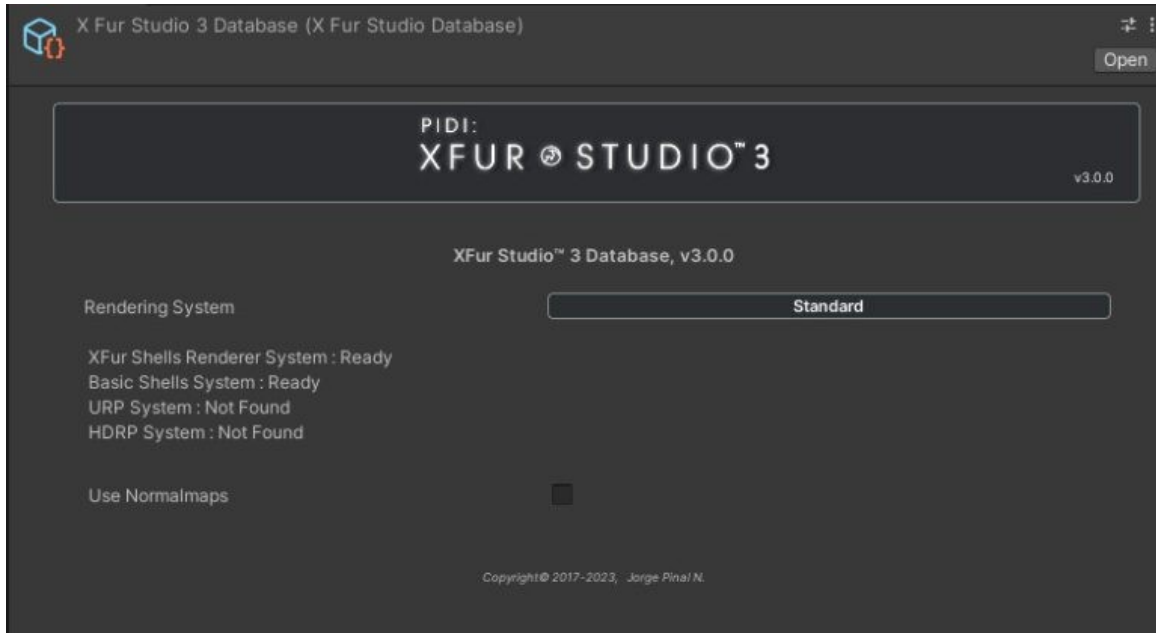 X Fur Studio 3 Database (X Fur Studio Database)
Open
PIDI:
XFUR STUDIO™ 3
v3.0.0
XFur Studio™ 3 Database, v3.0.0
Rendering System
Standard
XFur Shells Renderer System : Ready
Basic Shells System : Ready
URP System : Not Found
HDRP System : Not Found
Use Normalmaps
Copyright© 2017-2023, Jorge Pinal N.